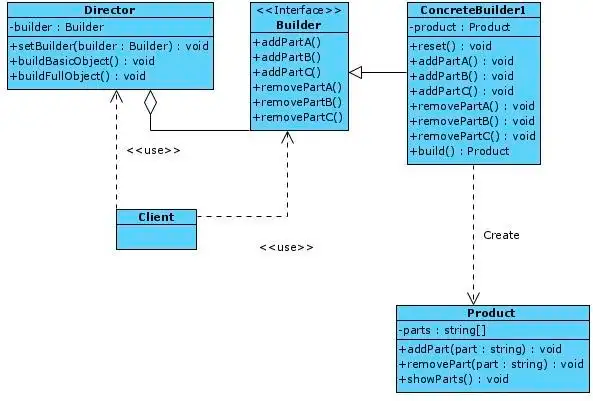 Director
-builder : Builder
+setBuilder(builder : Builder) : void
+buildBasicObject() : void
+buildFullObject() : void
<<Interface>>
Builder
+addPartA()
+addPartB()
+addPartC()
+removePartA()
+removePartB()
+removePartC()
ConcreteBuilder1
-product : Product
+reset() : void
+addPartA() : void
+addPartB() : void
+addPartC() : void
+removePartA() : void
+removePartB() : void
+removePartC() : void
+build() : Product
<<use>>
Client
<<use>>
Create
Product
-parts : string[]
+addPart(part : string) : void
+removePart(part : string) : void
+showParts() : void